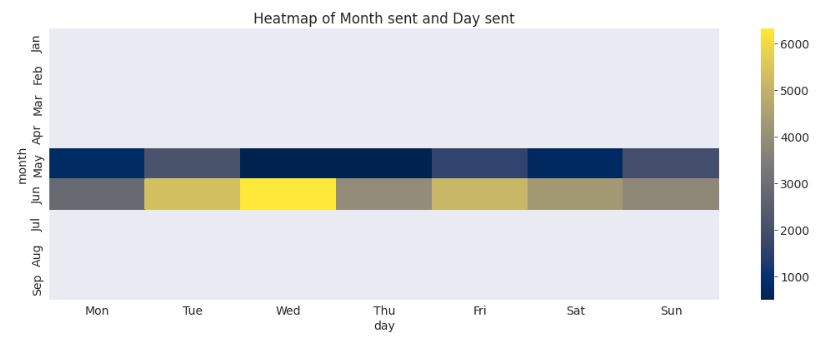 Heatmap of Month sent and Day sent
month
Jan
Feb
Mar
Apr
May
Jun
Jul
Aug
Sep
Mon Tue Wed Thu Fri Sat Sun
day
6000
5000
4000
3000
2000
1000